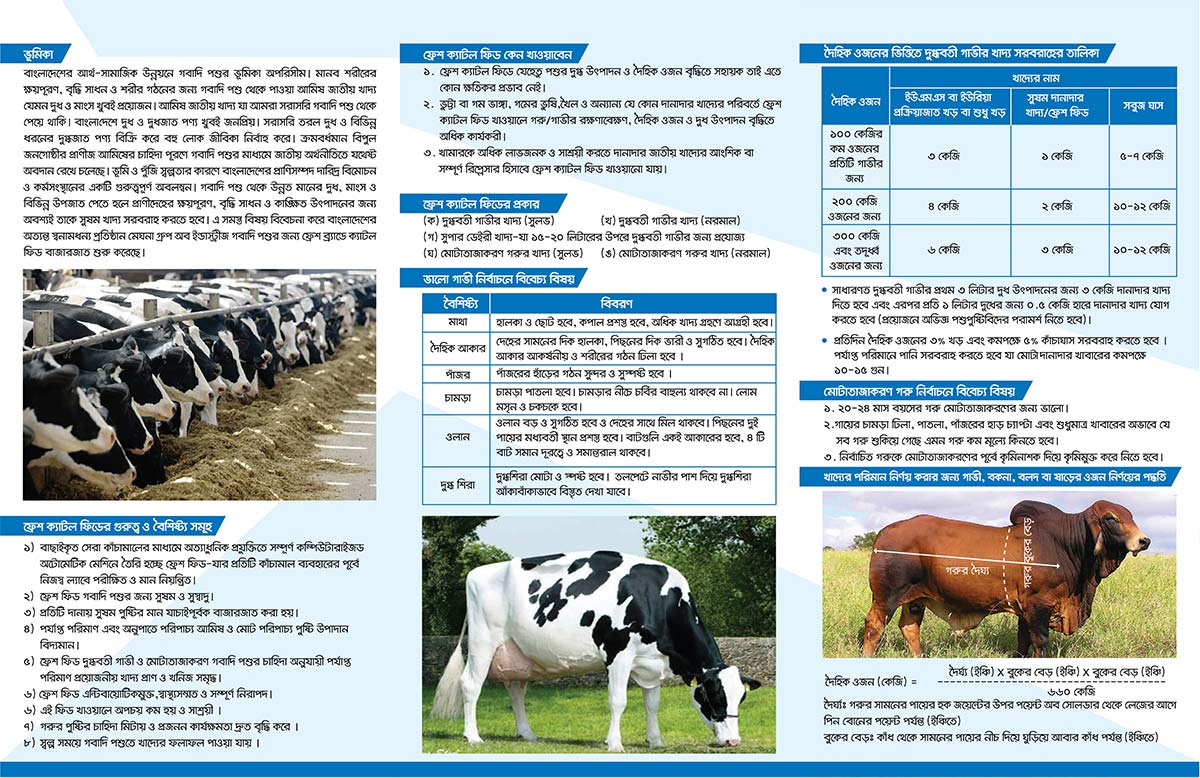 ভূমিকা
বাংলাদেশের আর্থ-সামাজিক উন্নয়নে গবাদি পশুর ভূমিকা অপরিসীম। মানব শরীরের
ক্ষয়পূরণ, বৃদ্ধি সাধন ও শরীর গঠনের জন্য গবাদি পশু থেকে পাওয়া আমিষ জাতীয় খাদ্য
যেমন দুধ ও মাংস খুবই প্রয়োজন। আমিষ জাতীয় খাদ্য যা আমরা সরাসরি গবাদি পশু থেকে
পেয়ে থাকি। বাংলাদেশে দুধ ও দুধজাত পণ্য খুবই জনপ্রিয়। সরাসরি তরল দুধ ও বিভিন্ন
ধরনের দুগ্ধজাত পণ্য বিক্রি করে বহু লোক জীবিকা নির্বাহ করে। ক্রমবর্ধমান বিপুল
জনগোষ্ঠীর প্রাণীজ আমিষের চাহিদা পূরণে গবাদি পশুর মাধ্যমে জাতীয় অর্থনীতিতে যথেষ্ট
অবদান রেখে চলেছে। ভূমি ও পুঁজি স্বল্পতার কারণে বাংলাদেশের প্রাণিসম্পদ দারিদ্র বিমোচন
ও কর্মসংস্থানের একটি গুরুত্বপুর্ণ অবলম্বন। গবাদি পশু থেকে উন্নত মানের দুধ, মাংস ও
বিভিন্ন উপজাত পেতে হলে প্রাণীদেহের ক্ষয়পূরণ, বৃদ্ধি সাধন ও কাঙ্ক্ষিত উৎপাদনের জন্য
অবশ্যই তাকে সুষম খাদ্য সরবরাহ করতে হবে। এ সমস্ত বিষয় বিবেচনা করে বাংলাদেশের
অত্যন্ত স্বনামধন্য প্রতিষ্ঠান মেঘনা গ্রুপ অব ইন্ডাস্ট্রীজ গবাদি পশুর জন্য ফ্রেশ ব্র্যান্ডে ক্যাটল
ফিড বাজারজাত শুরু করেছে।
ফ্রেশ ক্যাটল ফিডের গুরুত্ব ও বৈশিষ্ট্য সমূহ
১) বাছাইকৃত সেরা কাঁচামালের মাধ্যমে অত্যাধুনিক প্রযুক্তিতে সম্পুর্ণ কম্পিউটারাইজড
অটোমেটিক মেশিনে তৈরি হচ্ছে ফ্রেশ ফিড-যার প্রতিটি কাঁচামাল ব্যবহারের পূর্বে
নিজস্ব ল্যাবে পরীক্ষিত ও মান নিয়ন্ত্রিত।
২) ফ্রেশ ফিড গবাদি পশুর জন্য সুষম ও সুস্বাদু।
৩) প্রতিটি দানায় সুষম পুষ্টির মান যাচাইপূর্বক বাজারজাত করা হয়।
৪) পর্যাপ্ত পরিমাণ এবং অনুপাতে পরিপাচ্য আমিষ ও মোট পরিপাচ্য পুষ্টি উপাদান
বিদ্যমান।
৫) ফ্রেশ ফিড দুগ্ধবতী গাভী ও মোটাতাজাকরণ গবাদি পশুর চাহিদা অনুযায়ী পর্যাপ্ত
পরিমাণ প্রয়োজনীয় খাদ্য প্রাণ ও খনিজ সমৃদ্ধ।
৬) ফ্রেশ ফিড এন্টিবায়োটিকমুক্ত,স্বাস্থ্যসম্মত ও সম্পুর্ণ নিরাপদ।
৬) এই ফিড খাওয়ালে অপচয় কম হয় ও সাশ্রয়ী ।
৭) গরুর পুষ্টির চাহিদা মিটায় ও প্রজনন কার্যক্ষমতা দ্রুত বৃদ্ধি করে ।
৮) স্বল্প সময়ে গবাদি পশুতে খাদ্যের ফলাফল পাওয়া যায় ।
ফ্রেশ ক্যাটল ফিড কেন খাওয়াবেন
১. ফ্রেশ ক্যাটল ফিডে যেহেতু পশুর দুগ্ধ উৎপাদন ও দৈহিক ওজন বৃদ্ধিতে সহায়ক তাই এতে
কোন ক্ষতিকর প্রভাব নেই।
২. ভুট্টা বা গম ভাঙ্গা, গমের ভুষি,খৈল ও অন্যান্য যে কোন দানাদার খাদ্যের পরিবর্তে ফ্রেশ
ক্যাটল ফিড খাওয়ালে গরু/গাভীর রক্ষণাবেক্ষণ, দৈহিক ওজন ও দুধ উৎপাদন বৃদ্ধিতে
অধিক কার্যকরী।
৩. খামারকে অধিক লাভজনক ও সাশ্রয়ী করতে দানাদার জাতীয় খাদ্যের আংশিক বা
সম্পূর্ণ রিপ্লেসার হিসাবে ফ্রেশ ক্যাটল ফিড খাওয়ানো যায়।
ফ্রেশ ক্যাটল ফিডের প্রকার
(ক) দুগ্ধবতী গাভীর খাদ্য (সুলভ) (খ) দুগ্ধবতী গাভীর খাদ্য (নরমাল)
(গ) সুপার ডেইরী খাদ্য-যা ১৫-২০ লিটারের উপরে দুগ্ধবতী গাভীর জন্য প্রযোজ্য
(ঘ) মোটাতাজাকরণ গরুর খাদ্য (সুলভ) (ঙ) মোটাতাজাকরণ গরুর খাদ্য (নরমাল)
ভালো গাভী নির্বাচনে বিবেচ্য বিষয়
বৈশিষ্ট্য বিবরণ
মাথা হালকা ও ছোট হবে, কপাল প্রশস্ত হবে, অধিক খাদ্য গ্রহণে আগ্রহী হবে।
দৈহিক আকার দেহের সামনের দিক হালকা, পিছনের দিক ভারী ও সুগঠিত হবে। দৈহিক
আকার আকর্ষনীয় ও শরীরের গঠন ঢিলা হবে ।
পাঁজর পাঁজরের হাঁড়ের গঠন সুন্দর ও সুস্পষ্ট হবে ।
চামড়া চামড়া পাতলা হবে। চামড়ার নীচে চর্বির বাহুল্য থাকবে না। লোম
মসৃন ও চকচকে হবে।
ওলান ওলান বড় ও সুগঠিত হবে ও দেহের সাথে মিল থাকবে। পিছনের দুই
পায়ের মধ্যবর্তী স্থান প্রশস্ত হবে। বাটগুলি একই আকারের হবে, ৪ টি
বাট সমান দূরত্বে ও সমান্তরাল থাকবে।
দুগ্ধ শিরা দুগ্ধশিরা মোটা ও স্পষ্ট হবে। তলপেটে নাভীর পাশ দিয়ে দুগ্ধশিরা
আঁকাবাঁকাভাবে বিস্তৃত দেখা যাবে।
দৈহিক ওজনের ভিত্তিতে দুগ্ধবতী গাভীর খাদ্য সরবরাহের তালিকা
দৈহিক ওজন খাদ্যের নাম
ইউএমএস বা ইউরিয়া
প্রক্রিয়াজাত খড় বা শুধু খড়
সুষম দানাদার
খাদ্য/ফ্রেশ ফিড
সবুজ ঘাস
১০০ কেজির
কম ওজনের
প্রতিটি গাভীর
জন্য
৩ কেজি ১ কেজি ৫-৭ কেজি
২০০ কেজি
ওজনের জন্য
৪ কেজি ২ কেজি ১০-১২ কেজি
৩০০ কেজি
এবং তদুর্ধ্ব
ওজনের জন্য
৬ কেজি ৩ কেজি ১০-১২ কেজি
• সাধারণত দুগ্ধবতী গাভীর প্রথম ৩ লিটার দুধ উৎপাদনের জন্য ৩ কেজি দানাদার খাদ্য
দিতে হবে এবং এরপর প্রতি ১ লিটার দুধের জন্য ০.৫ কেজি হারে দানাদার খাদ্য যোগ
করতে হবে (প্রয়োজনে অভিজ্ঞ পশুপুষ্টিবিদের পরামর্শ নিতে হবে)।
• প্রতিদিন দৈহিক ওজনের ৩% খড় এবং কমপক্ষে ৫% কাঁচাঘাস সরবরাহ করতে হবে ।
পর্যাপ্ত পরিমানে পানি সরবরাহ করতে হবে যা মোটা দানাদার খাবারের কমপক্ষে
১০-১৫ গুন।
মোটাতাজাকরণ গরু নির্বাচনে বিবেচ্য বিষয়
১. ২০-২৪ মাস বয়সের গরু মোটাতাজাকরণের জন্য ভালো।
২.গায়ের চামড়া ঢিলা, পাতলা, পাঁজরের হাড় চ্যাপ্টা এবং শুধুমাত্র খাবারের অভাবে যে
সব গরু শুকিয়ে গেছে এমন গরু কম মূল্যে কিনতে হবে।
৩. নির্বাচিত গরুকে মোটাতাজাকরণের পূর্বে কৃমিনাশক দিয়ে কৃমিমুক্ত করে নিতে হবে।
খাদ্যের পরিমান নির্ণয় করার জন্য গাভী, বকনা, বলদ বা ষাড়ের ওজন নির্ণয়ের পদ্ধতি
গরুর দৈর্ঘ্য
গরুর বুকের বেড়
দৈহিক ওজন (কেজি) = দৈর্ঘ্য (ইঞ্চি) X বুকের বেড় (ইঞ্চি) X বুকের বেড় (ইঞ্চি)
৬৬০ কেজি
দৈর্ঘ্যঃ গরুর সামনের পায়ের হক জয়েন্টের উপর পয়েন্ট অব সোলডার থেকে লেজের আগে
পিন বোনের পয়েন্ট পর্যন্ত (ইঞ্চিতে)
বুকের বেড়ঃ কাঁধ থেকে সামনের পায়ের নীচ দিয়ে ঘুড়িয়ে আবার কাঁধ পর্যন্ত (ইঞ্চিতে)